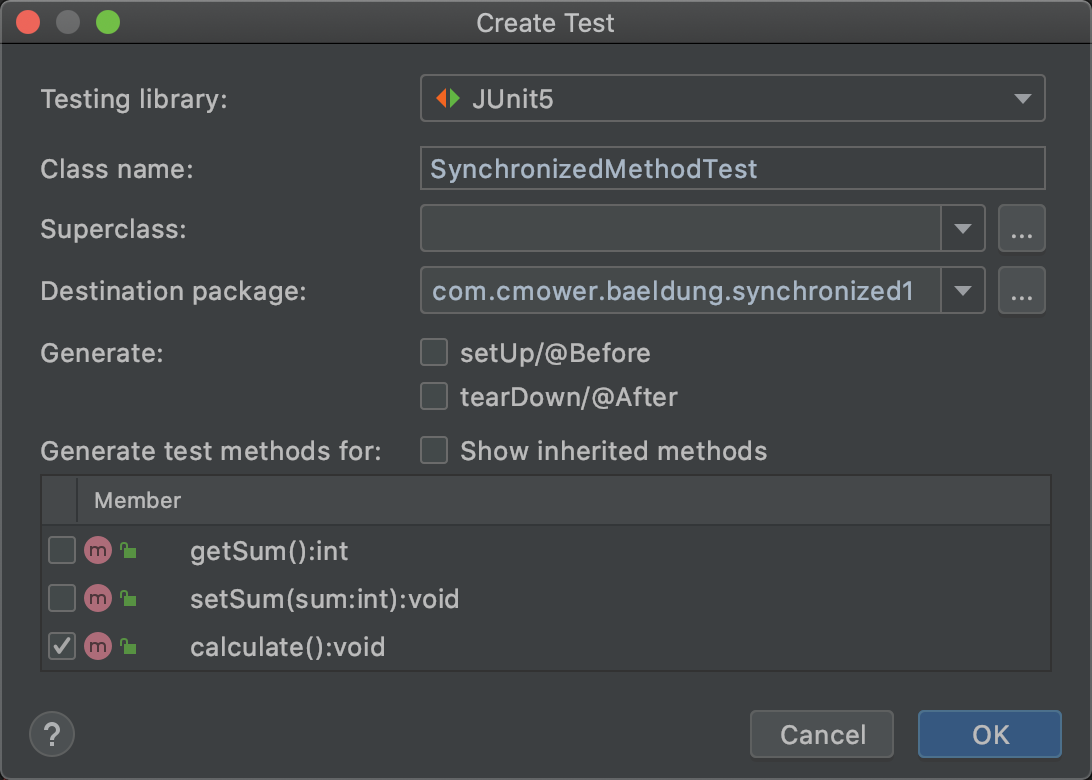 Create Test
Testing library: JUnit5
Class name: SynchronizedMethodTest
Superclass: ...
Destination package: com.cmower.baeldung.synchronized1 ...
Generate: setUp/@Before
tearDown/@After
Generate test methods for: Show inherited methods
Member
m getSum():int
m setSum(sum:int):void
m calculate():void
? Cancel OK